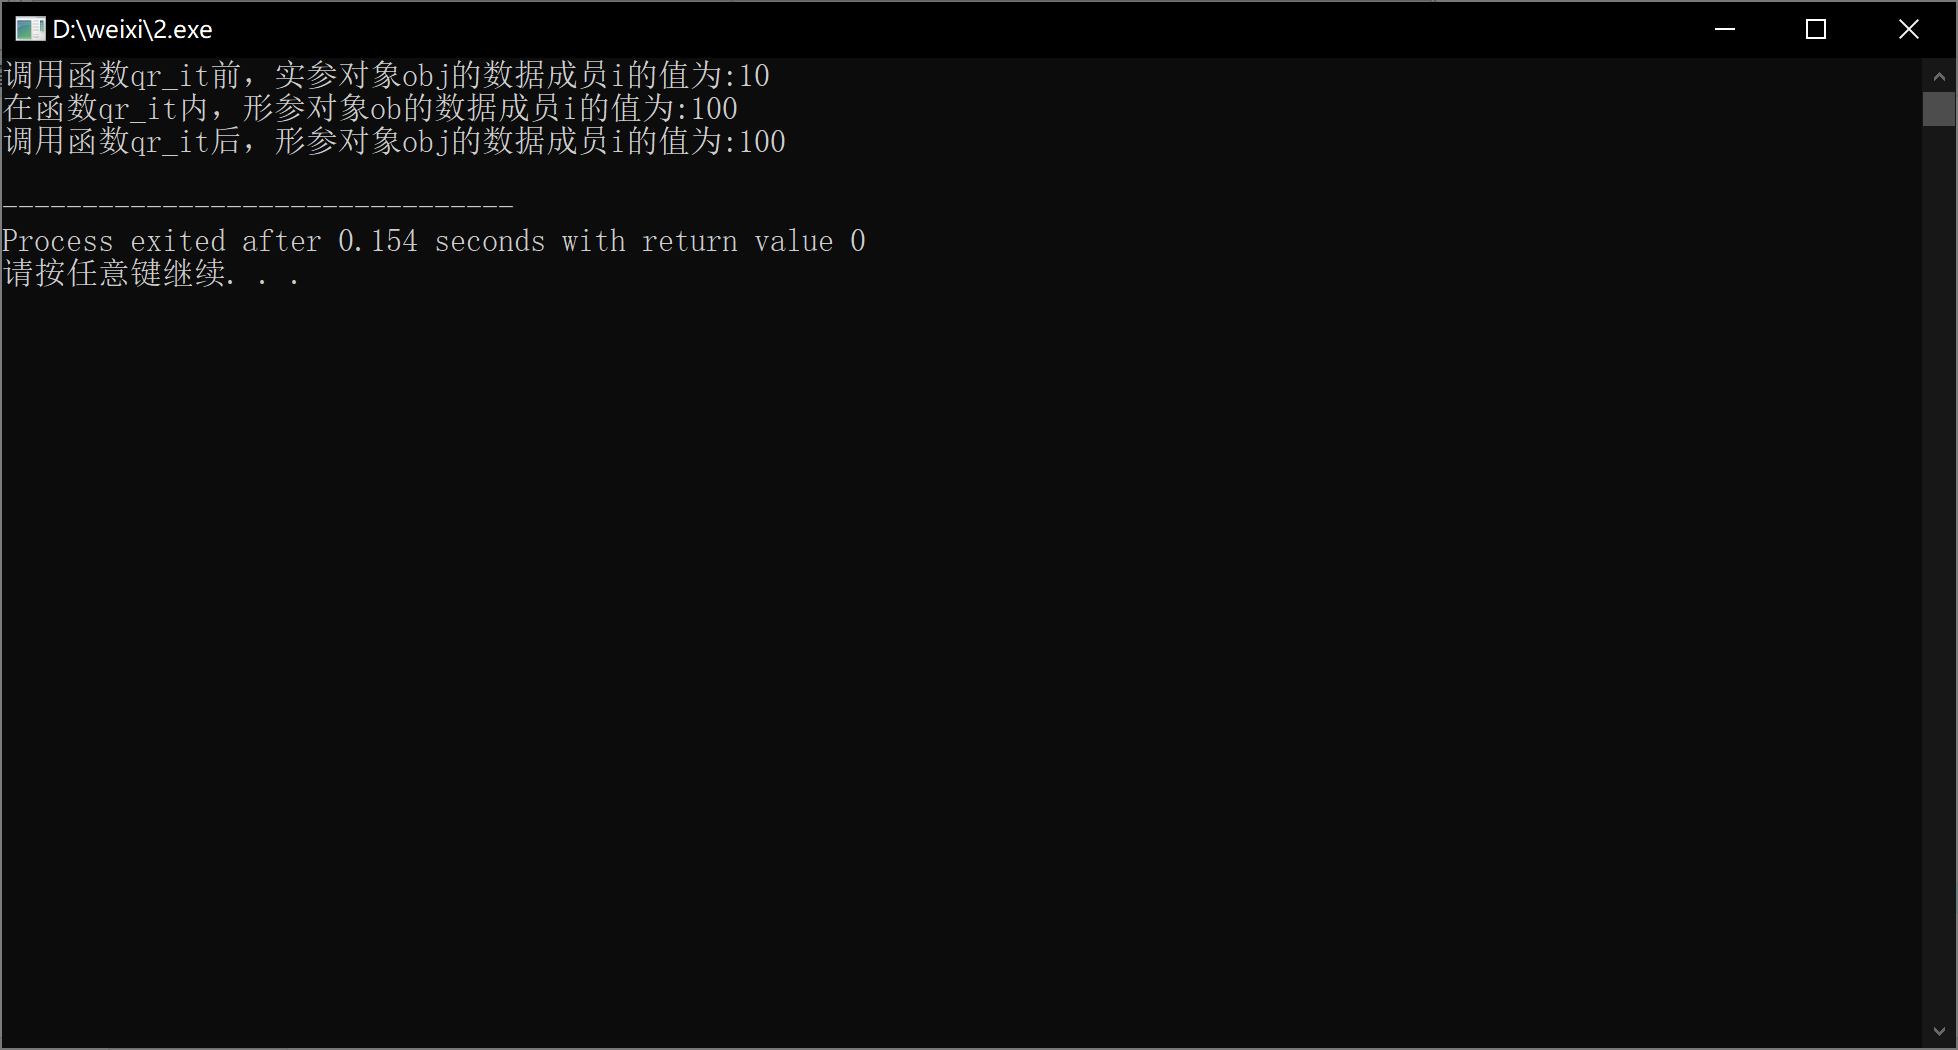 D:\weixi\2.exe
调用函数qr_it前，实参对象obj的数据成员i的值为:10
在函数qr_it内，形参对象ob的数据成员i的值为:100
调用函数qr_it后，形参对象obj的数据成员i的值为:100
--------------------------------
Process exited after 0.154 seconds with return value 0
请按任意键继续. . .